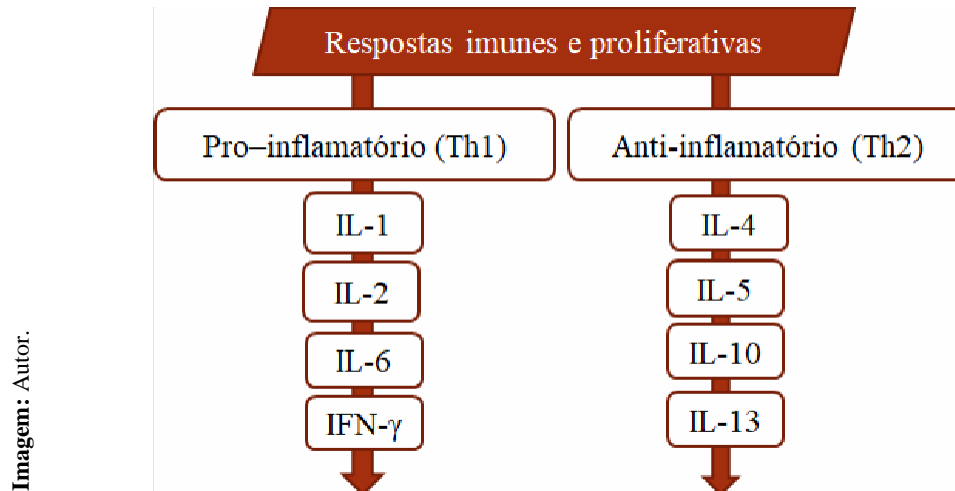 Respostas imunes e proliferativas
Pro–inflamatório (Th1)
IL-1
IL-2
IL-6
IFN-γ
Anti-inflamatório (Th2)
IL-4
IL-5
IL-10
IL-13
Imagem: Autor.